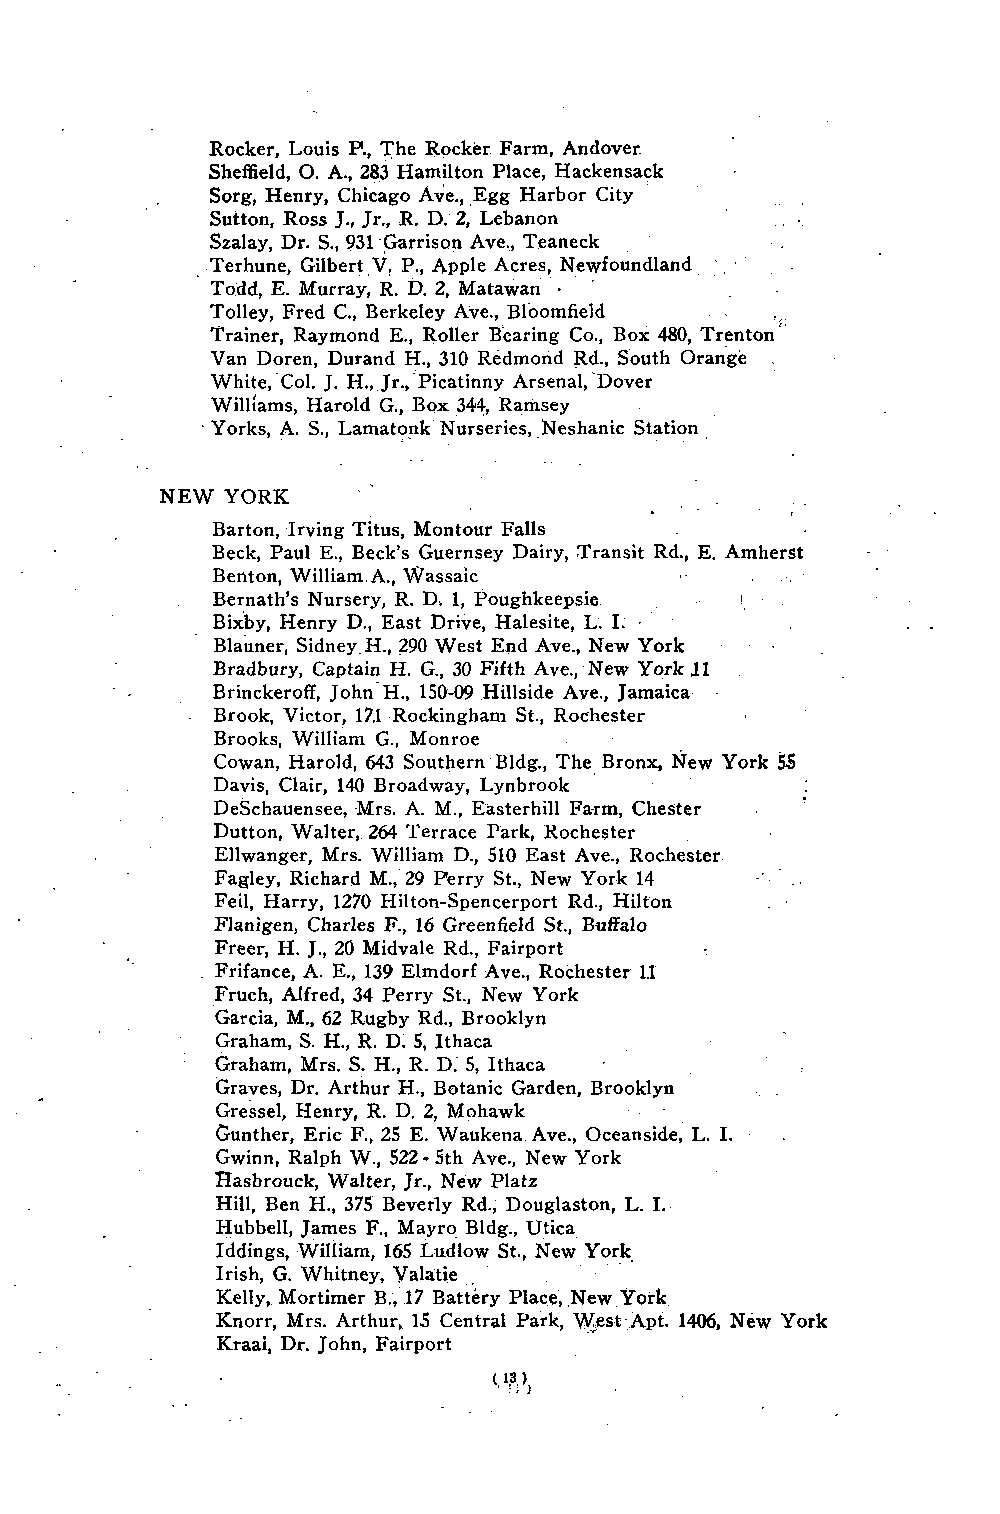 Rocker, Louis P., The Rocker Farm, Andover
Sheffield, O. A., 283 Hamilton Place, Hackensack
Sorg, Henry, Chicago Ave., Egg Harbor City
Sutton, Ross J., Jr., R. D. 2, Lebanon
Szalay, Dr. S., 931 Garrison Ave., Teaneck
Terhune, Gilbert V. P., Apple Acres, Newfoundland
Todd, E. Murray, R. D. 2, Matawan
Tolley, Fred C., Berkeley Ave., Bloomfield
Trainer, Raymond E., Roller Bearing Co., Box 480, Trenton
Van Doren, Durand H., 310 Redmond Rd., South Orange
White, Col. J. H., Jr., Picatinny Arsenal, Dover
Williams, Harold G., Box 344, Ramsey
Yorks, A. S., Lamatonk Nurseries, Neshanic Station
NEW YORK
Barton, Irving Titus, Montour Falls
Beck, Paul E., Beck's Guernsey Dairy, Transit Rd., E. Amherst
Benton, William A., Wassaic
Bernath's Nursery, R. D. 1, Poughkeepsie
Bixby, Henry D., East Drive, Halesite, L. I.
Blauner, Sidney H., 290 West End Ave., New York
Bradbury, Captain H. G., 30 Fifth Ave., New York 11
Brinckeroff, John H., 150-09 Hillside Ave., Jamaica
Brook, Victor, 171 Rockingham St., Rochester
Brooks, William G., Monroe
Cowan, Harold, 643 Southern Bldg., The Bronx, New York 55
Davis, Clair, 140 Broadway, Lynbrook
DeSchauensee, Mrs. A. M., Easterhill Farm, Chester
Dutton, Walter, 264 Terrace Park, Rochester
Ellwanger, Mrs. William D., 510 East Ave., Rochester
Fagley, Richard M., 29 Perry St., New York 14
Feil, Harry, 1270 Hilton-Spencerport Rd., Hilton
Flanigen, Charles F., 16 Greenfield St., Buffalo
Freer, H. J., 20 Midvale Rd., Fairport
Frifance, A. E., 139 Elmdorf Ave., Rochester 11
Fruch, Alfred, 34 Perry St., New York
Garcia, M., 62 Rugby Rd., Brooklyn
Graham, S. H., R. D. 5, Ithaca
Graham, Mrs. S. H., R. D. 5, Ithaca
Graves, Dr. Arthur H., Botanic Garden, Brooklyn
Gressel, Henry, R. D. 2, Mohawk
Gunther, Eric F., 25 E. Waukena Ave., Oceanside, L. I.
Gwinn, Ralph W., 522 - 5th Ave., New York
Hasbrouck, Walter, Jr., New Platz
Hill, Ben H., 375 Beverly Rd., Douglaston, L. I.
Hubbell, James F., Mayro Bldg., Utica
Iddings, William, 165 Ludlow St., New York
Irish, G. Whitney, Valatie
Kelly, Mortimer B., 17 Battery Place, New York
Knorr, Mrs. Arthur, 15 Central Park, West Apt. 1406, New York
Kraai, Dr. John, Fairport
(13)